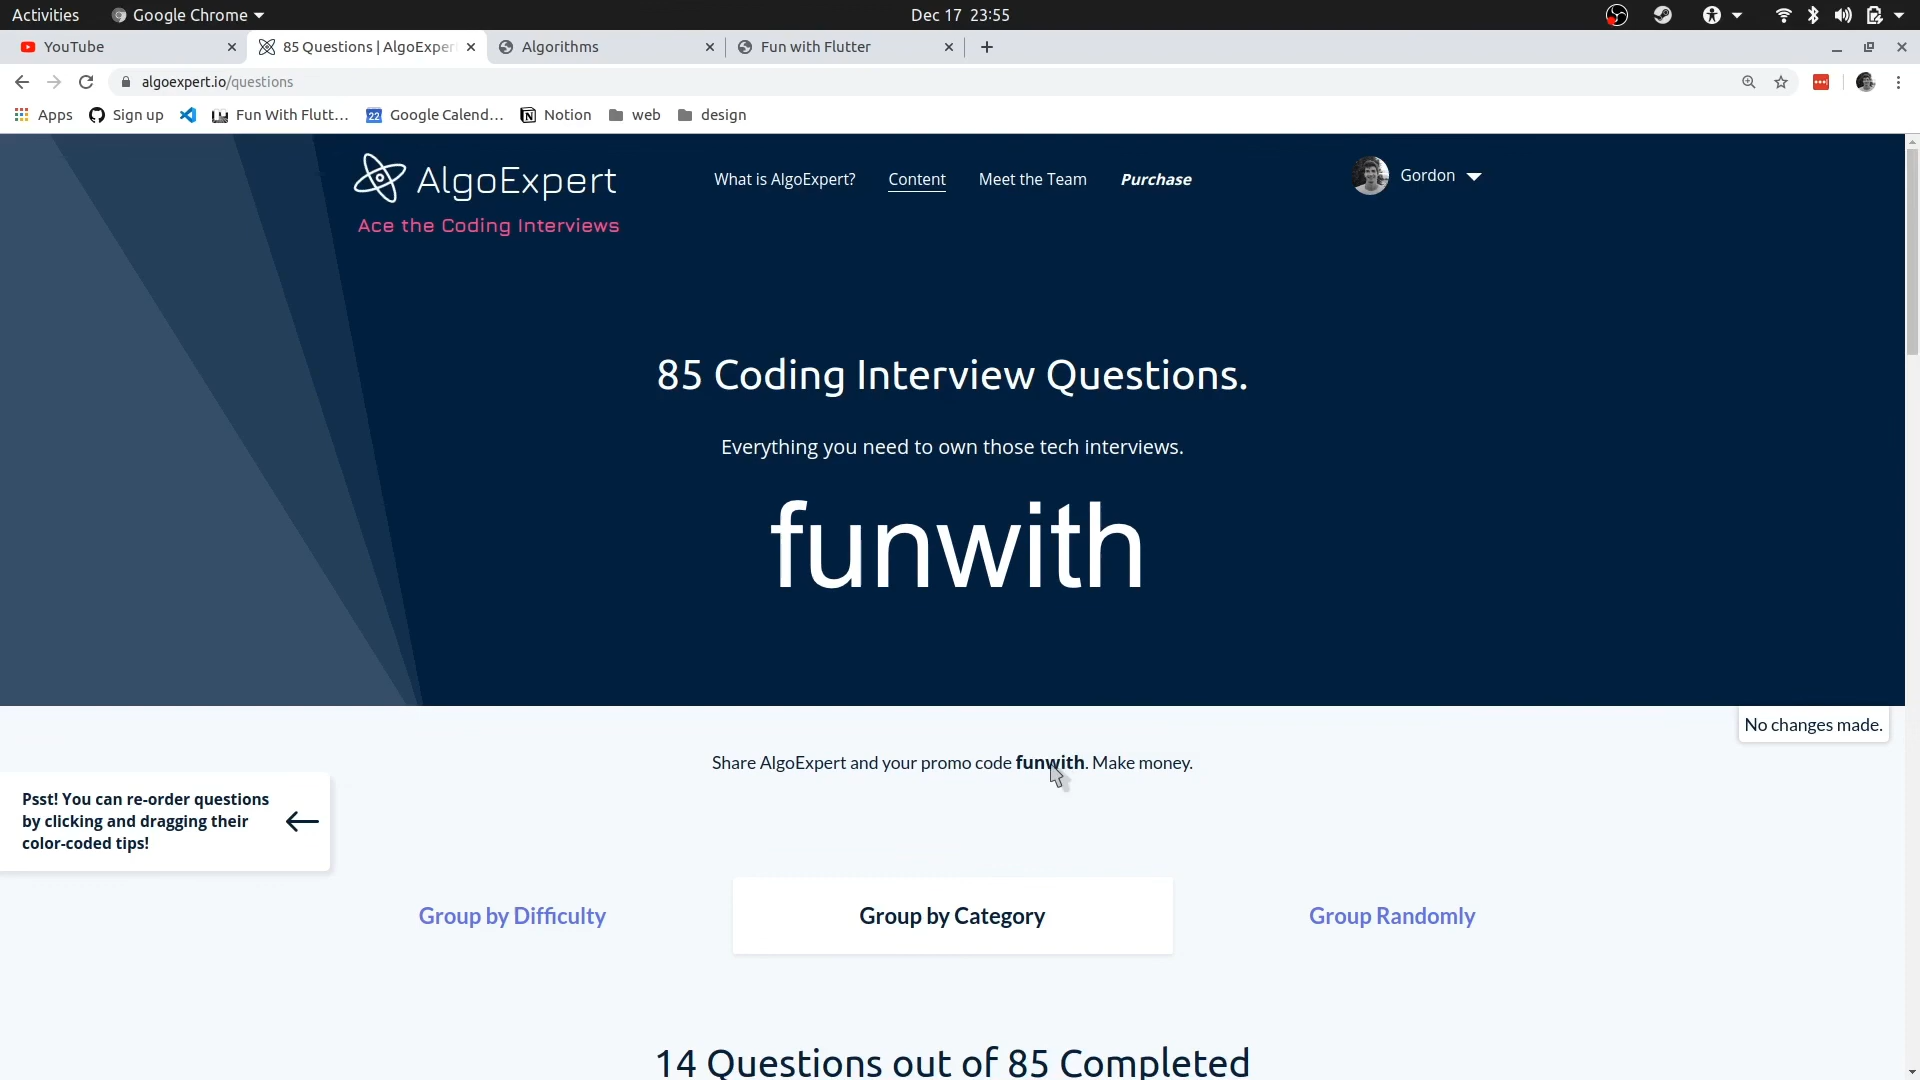 Activities
Google Chrome
Dec 17 23:55
YouTube
85 Questions | AlgoExper
Algorithms
Fun with Flutter
algoexpert.io/questions
Apps
Sign up
Fun With Flutt...
22
Google Calend...
Notion
web
design
AlgoExpert
Ace the Coding Interviews
What is AlgoExpert?
Content
Meet the Team
Purchase
Gordon
85 Coding Interview Questions.
Everything you need to own those tech interviews.
funwith
No changes made.
Share AlgoExpert and your promo code funwith. Make money.
Psst! You can re-order questions
by clicking and dragging their
color-coded tips!
Group by Difficulty
Group by Category
Group Randomly
14 Questions out of 85 Completed